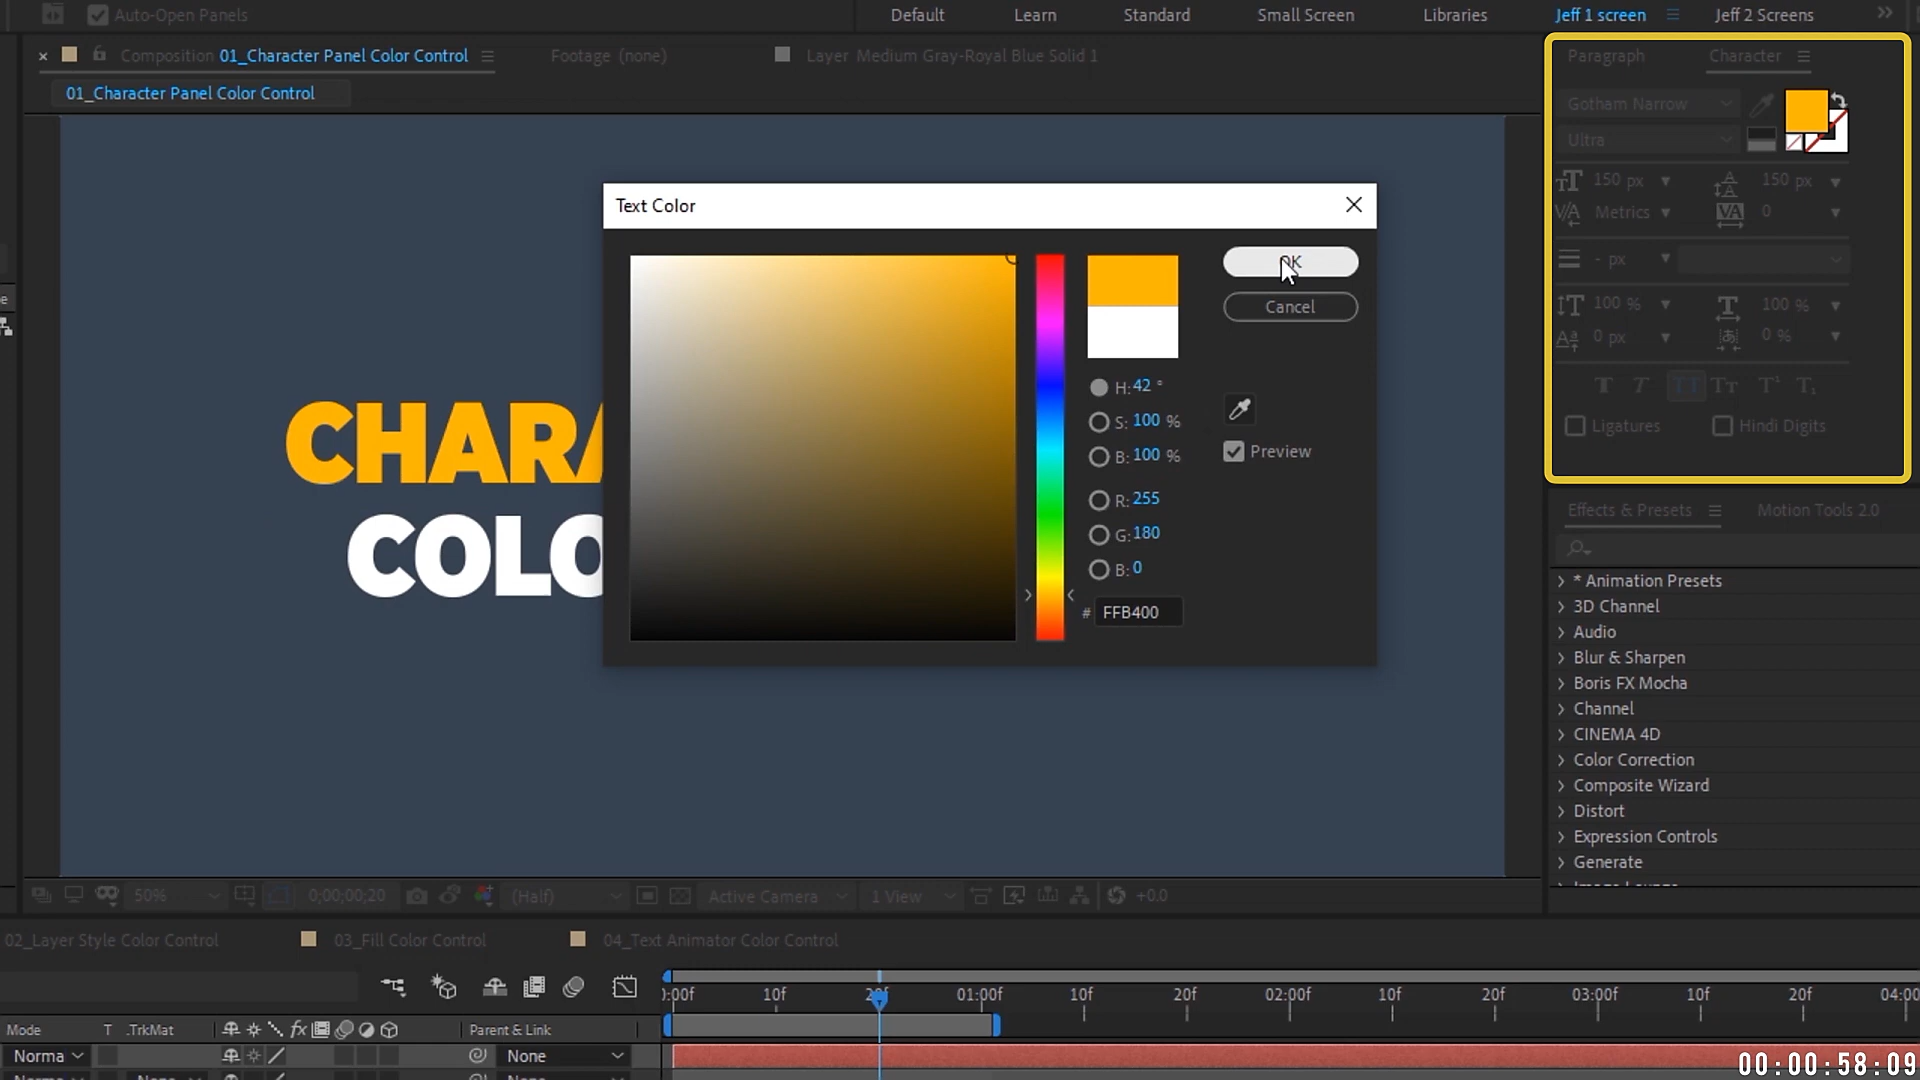 Auto-Open Panels
Default Learn Standard Small Screen Libraries Jeff 1 screen Jeff 2 Screens
Composition 01_Character Panel Color Control Footage (none) Layer Medium Gray-Royal Blue Solid 1
01_Character Panel Color Control
Paragraph Character
Gotham Narrow
Ultra
150 px 150 px
Metrics 0
- px
100 % 100 %
0 px 0 %
Ligatures Hindi Digits
Text Color
OK
Cancel
H: 42 °
S: 100 %
B: 100 %
Preview
R: 255
G: 180
B: 0
# FFB400
CHARA
COLO
Effects & Presets Motion Tools 2.0
* Animation Presets
3D Channel
Audio
Blur & Sharpen
Boris FX Mocha
Channel
CINEMA 4D
Color Correction
Composite Wizard
Distort
Expression Controls
Generate
50% 0;00;00;20 (Half) Active Camera 1 View +0.0
02_Layer Style Color Control 03_Fill Color Control 04_Text Animator Color Control
):00f 10f 20f 01:00f 10f 20f 02:00f 10f 20f 03:00f 10f 20f 04:00
Mode T .TrkMat fx Parent & Link
Norma None
00:00:58:09